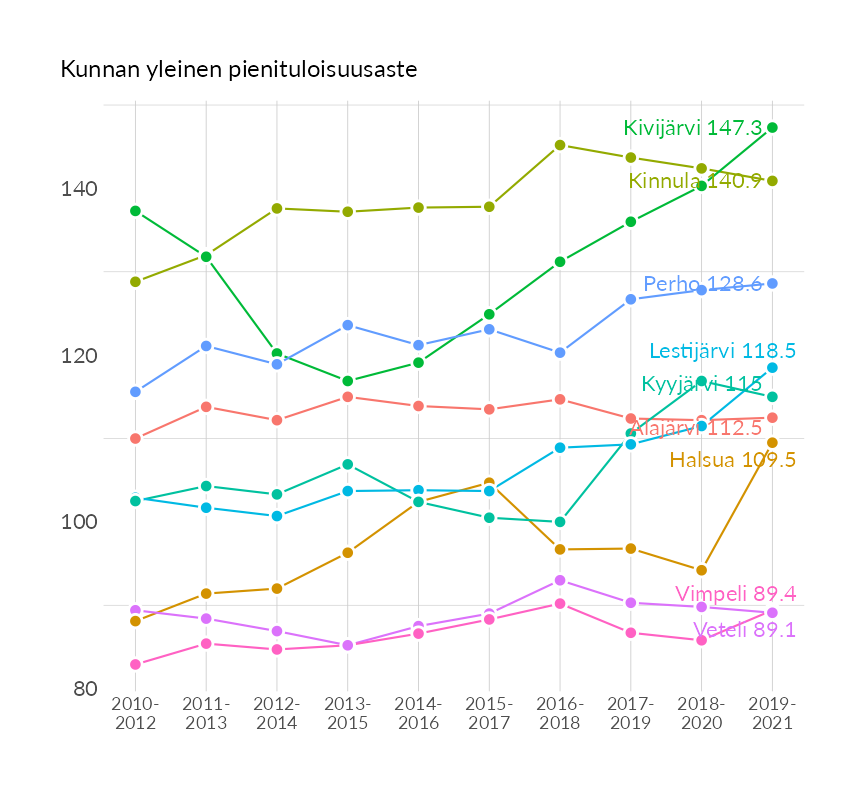 Kunnan yleinen pienituloisuusaste
Kivijärvi 147.3
140
Kinnula 140.9
Perho 128.6
120
Lestijärvi 118.5
Kyyjärvi 115
Alajärvi 112.5
Halsua 109.5
100
Vimpeli 89.4
Veteli 89.1
80
2010- 2011- 2012- 2013- 2014- 2015- 2016- 2017- 2018- 2019-
2012 2013 2014 2015 2016 2017 2018 2019 2020 2021